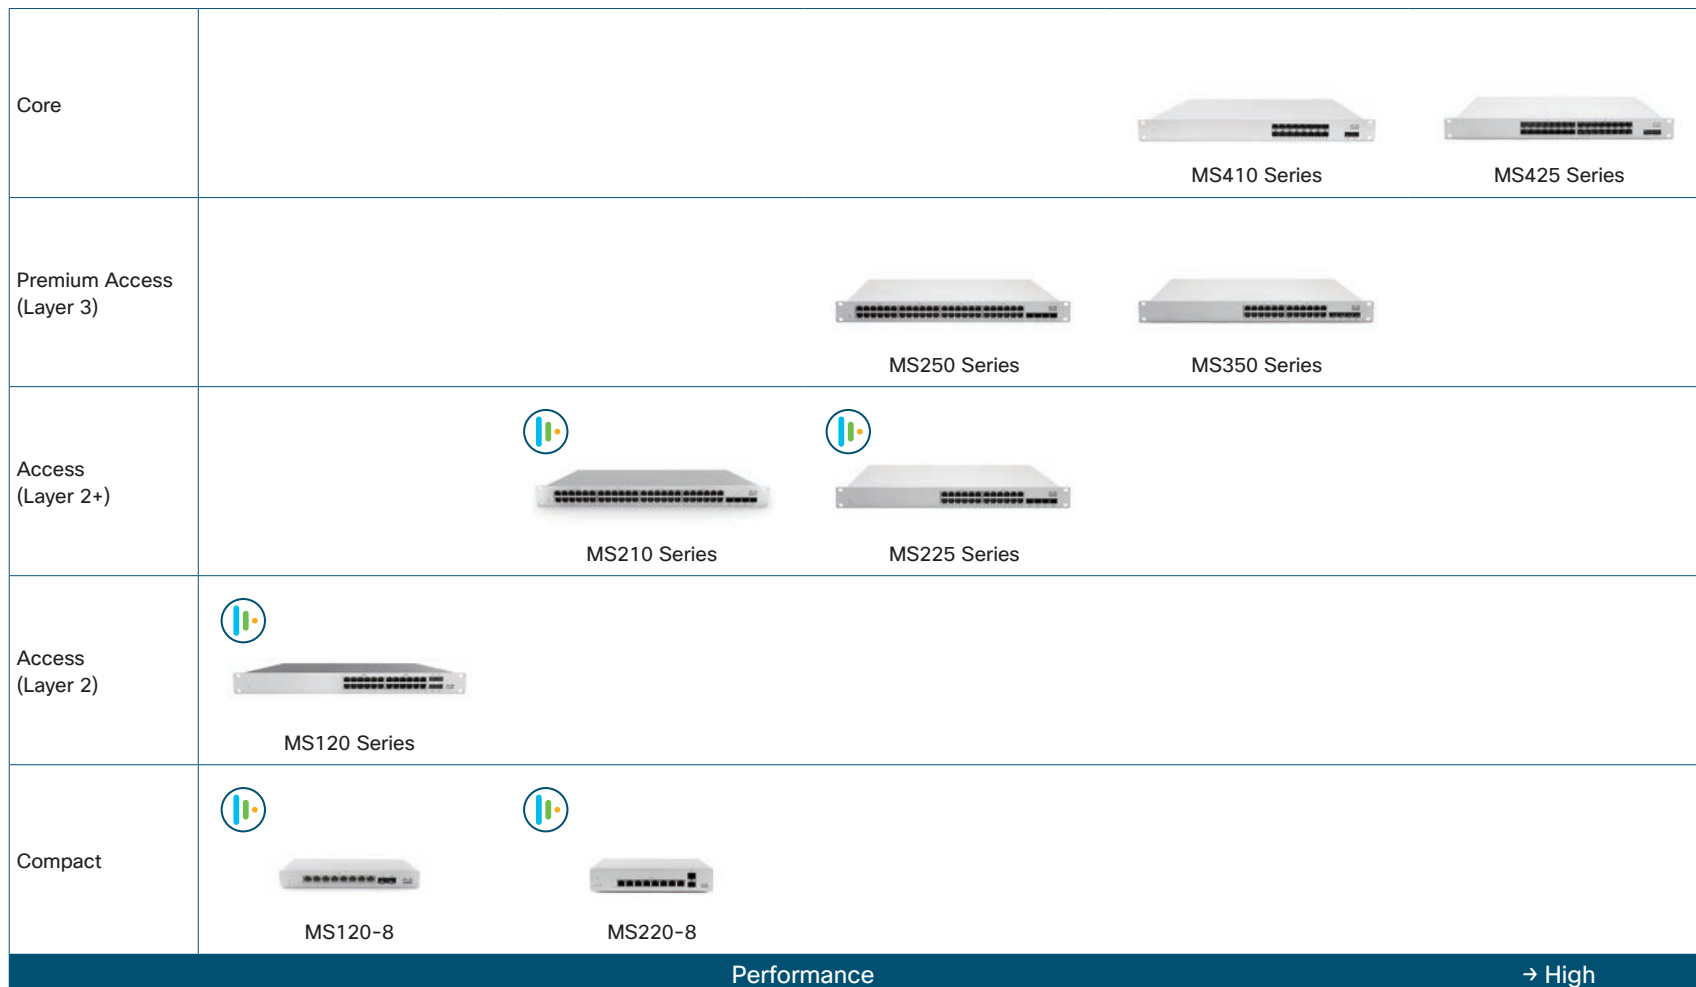 Core
MS410 Series
MS425 Series
Premium Access
(Layer 3)
MS250 Series
MS350 Series
Access
(Layer 2+)
MS210 Series
MS225 Series
Access
(Layer 2)
MS120 Series
Compact
MS120-8
MS220-8
Performance
→ High